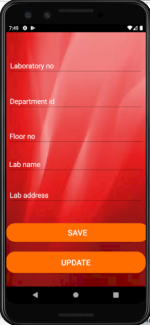 7:45
Laboratory no
Department id
Floor no
Lab name
Lab address
SAVE
UPDATE